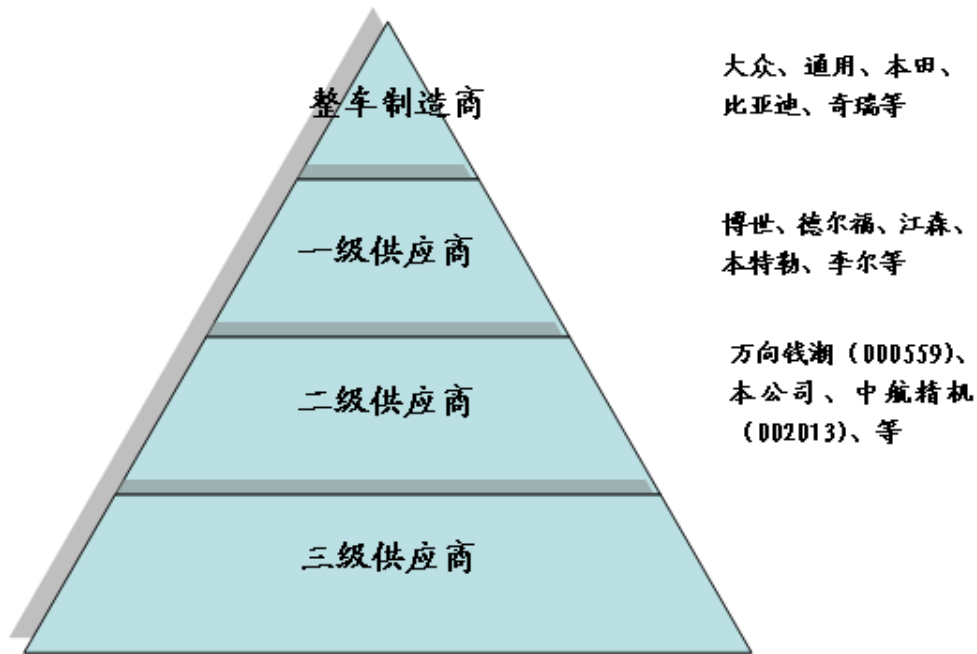 整车制造商
大众、通用、本田、
比亚迪、奇瑞等
一级供应商
博世、德尔福、江森、
本特勒、李尔等
二级供应商
万向钱潮（000559）、
本公司、中航精机
（002013）、等
三级供应商